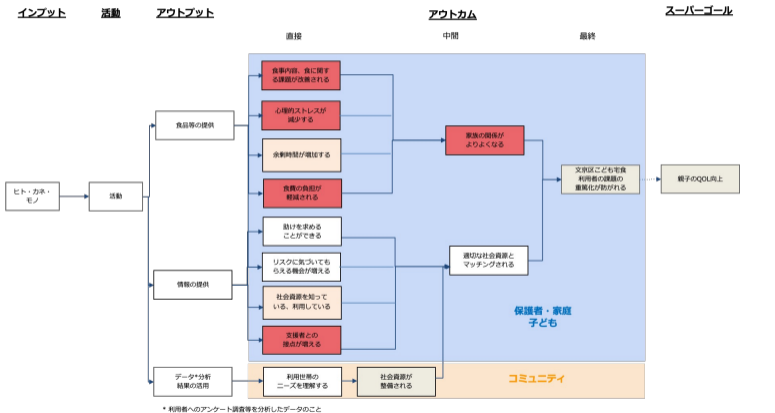 インプット
活動
アウトプット
アウトカム
スーパーゴール
直接
中間
最終
食事内容、食に関す
る課題が改善される
心理的ストレスが
減少する
食品等の提供
余剰時間が増加する
家族の関係が
よりよくなる
食費の負担が
軽減される
文京区こども宅食
利用者の課題の
重篤化が防がれる
親子のQOL向上
ヒト・カネ・
モノ
活動
助けを求める
ことができる
リスクに気づいても
らえる機会が増える
適切な社会資源と
マッチングされる
情報の提供
社会資源を知って
いる、利用している
保護者・家庭
子ども
支援者との
接点が増える
データ*分析
結果の活用
利用世帯の
ニーズを理解する
社会資源が
整備される
コミュニティ
* 利用者へのアンケート調査等を分析したデータのこと